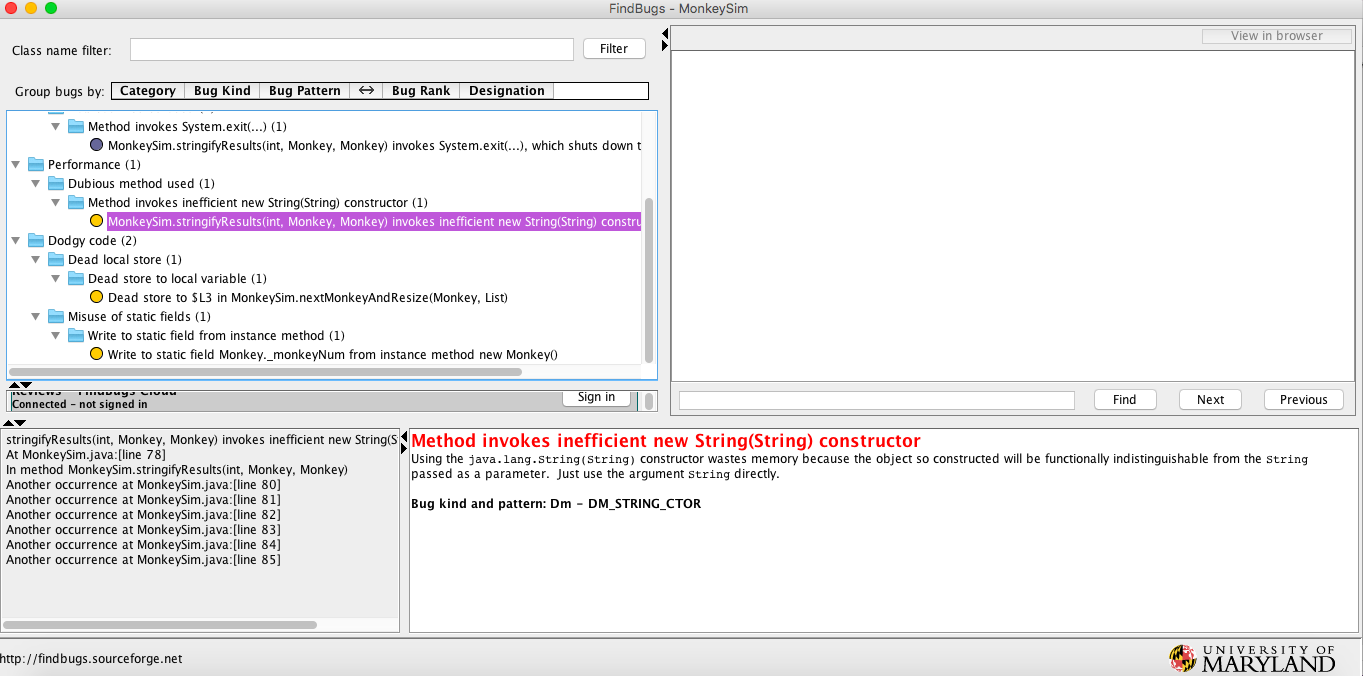 FindBugs - MonkeySim
Class name filter:
Filter
Group bugs by: Category Bug Kind Bug Pattern ↔ Bug Rank Designation
Method invokes System.exit(...) (1)
MonkeySim.stringifyResults(int, Monkey, Monkey) invokes System.exit(...), which shuts down t
Performance (1)
Dubious method used (1)
Method invokes inefficient new String(String) constructor (1)
MonkeySim.stringifyResults(int, Monkey, Monkey) invokes inefficient new String(String) constru
Dodgy code (2)
Dead local store (1)
Dead store to local variable (1)
Dead store to $L3 in MonkeySim.nextMonkeyAndResize(Monkey, List)
Misuse of static fields (1)
Write to static field from instance method (1)
Write to static field Monkey._monkeyNum from instance method new Monkey()
Reviews - FindBugs Cloud
Connected - not signed in
Sign in
View in browser
Find
Next
Previous
stringifyResults(int, Monkey, Monkey) invokes inefficient new String(S
At MonkeySim.java:[line 78]
In method MonkeySim.stringifyResults(int, Monkey, Monkey)
Another occurrence at MonkeySim.java:[line 80]
Another occurrence at MonkeySim.java:[line 81]
Another occurrence at MonkeySim.java:[line 82]
Another occurrence at MonkeySim.java:[line 83]
Another occurrence at MonkeySim.java:[line 84]
Another occurrence at MonkeySim.java:[line 85]
Method invokes inefficient new String(String) constructor
Using the java.lang.String(String) constructor wastes memory because the object so constructed will be functionally indistinguishable from the String
passed as a parameter. Just use the argument String directly.
Bug kind and pattern: Dm - DM_STRING_CTOR
http://findbugs.sourceforge.net
UNIVERSITY OF
MARYLAND